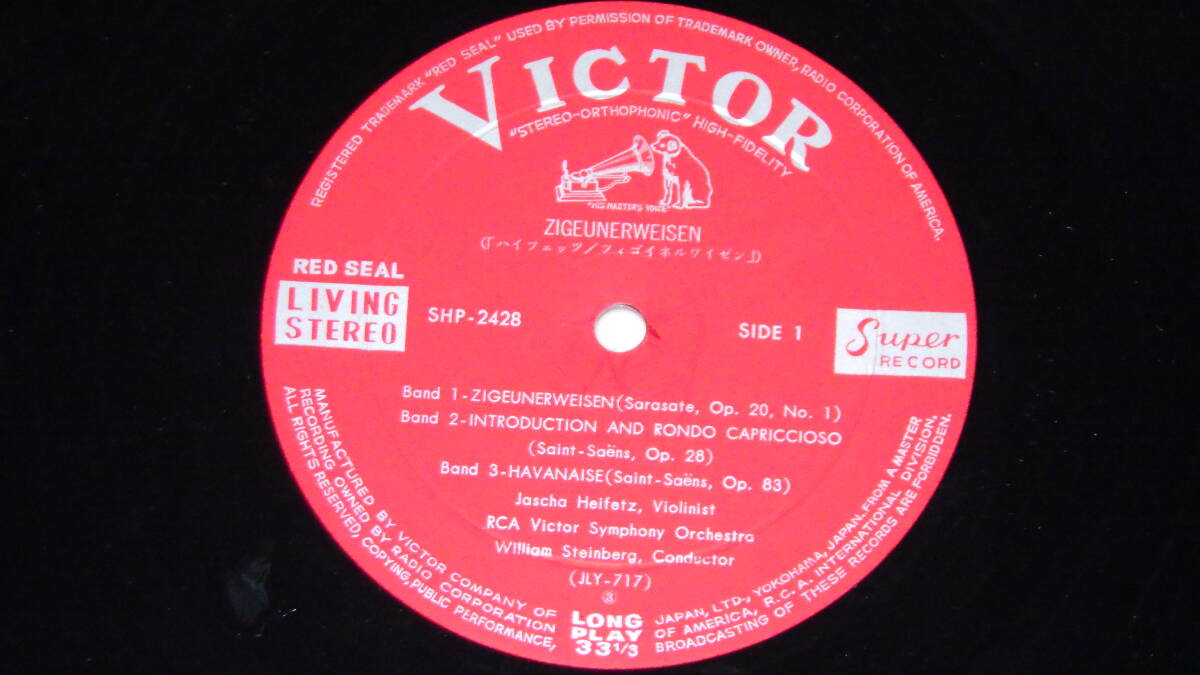 REGISTERED TRADEMARK "RED SEAL" USED BY PERMISSION OF TRADEMARK OWNER, RADIO CORPORATION OF AMERICA.
VICTOR
"STEREO-ORTHOPHONIC" HIGH-FIDELITY
"HIS MASTER'S VOICE"
ZIGEUNERWEISEN
(「ハイフェッツ/ツィゴイネルワイゼン」)
RED SEAL
LIVING
STEREO
SHP-2428
SIDE 1
Super
RECORD
Band 1-ZIGEUNERWEISEN(Sarasate, Op. 20, No. 1)
Band 2-INTRODUCTION AND RONDO CAPRICCIOSO
(Saint-Saëns, Op. 28)
Band 3-HAVANAISE(Saint-Saëns, Op. 83)
Jascha Heifetz, Violinist
RCA Victor Symphony Orchestra
William Steinberg, Conductor
(JLY-717)
③
LONG
PLAY
33 1/3
MANUFACTURED BY VICTOR COMPANY OF JAPAN, LTD., YOKOHAMA, JAPAN. FROM A MASTER
RECORDING OWNED BY RADIO CORPORATION OF AMERICA, R.C.A. INTERNATIONAL DIVISION.
ALL RIGHTS RESERVED, COPYING, PUBLIC PERFORMANCE, BROADCASTING OF THESE RECORDS ARE FORBIDDEN.